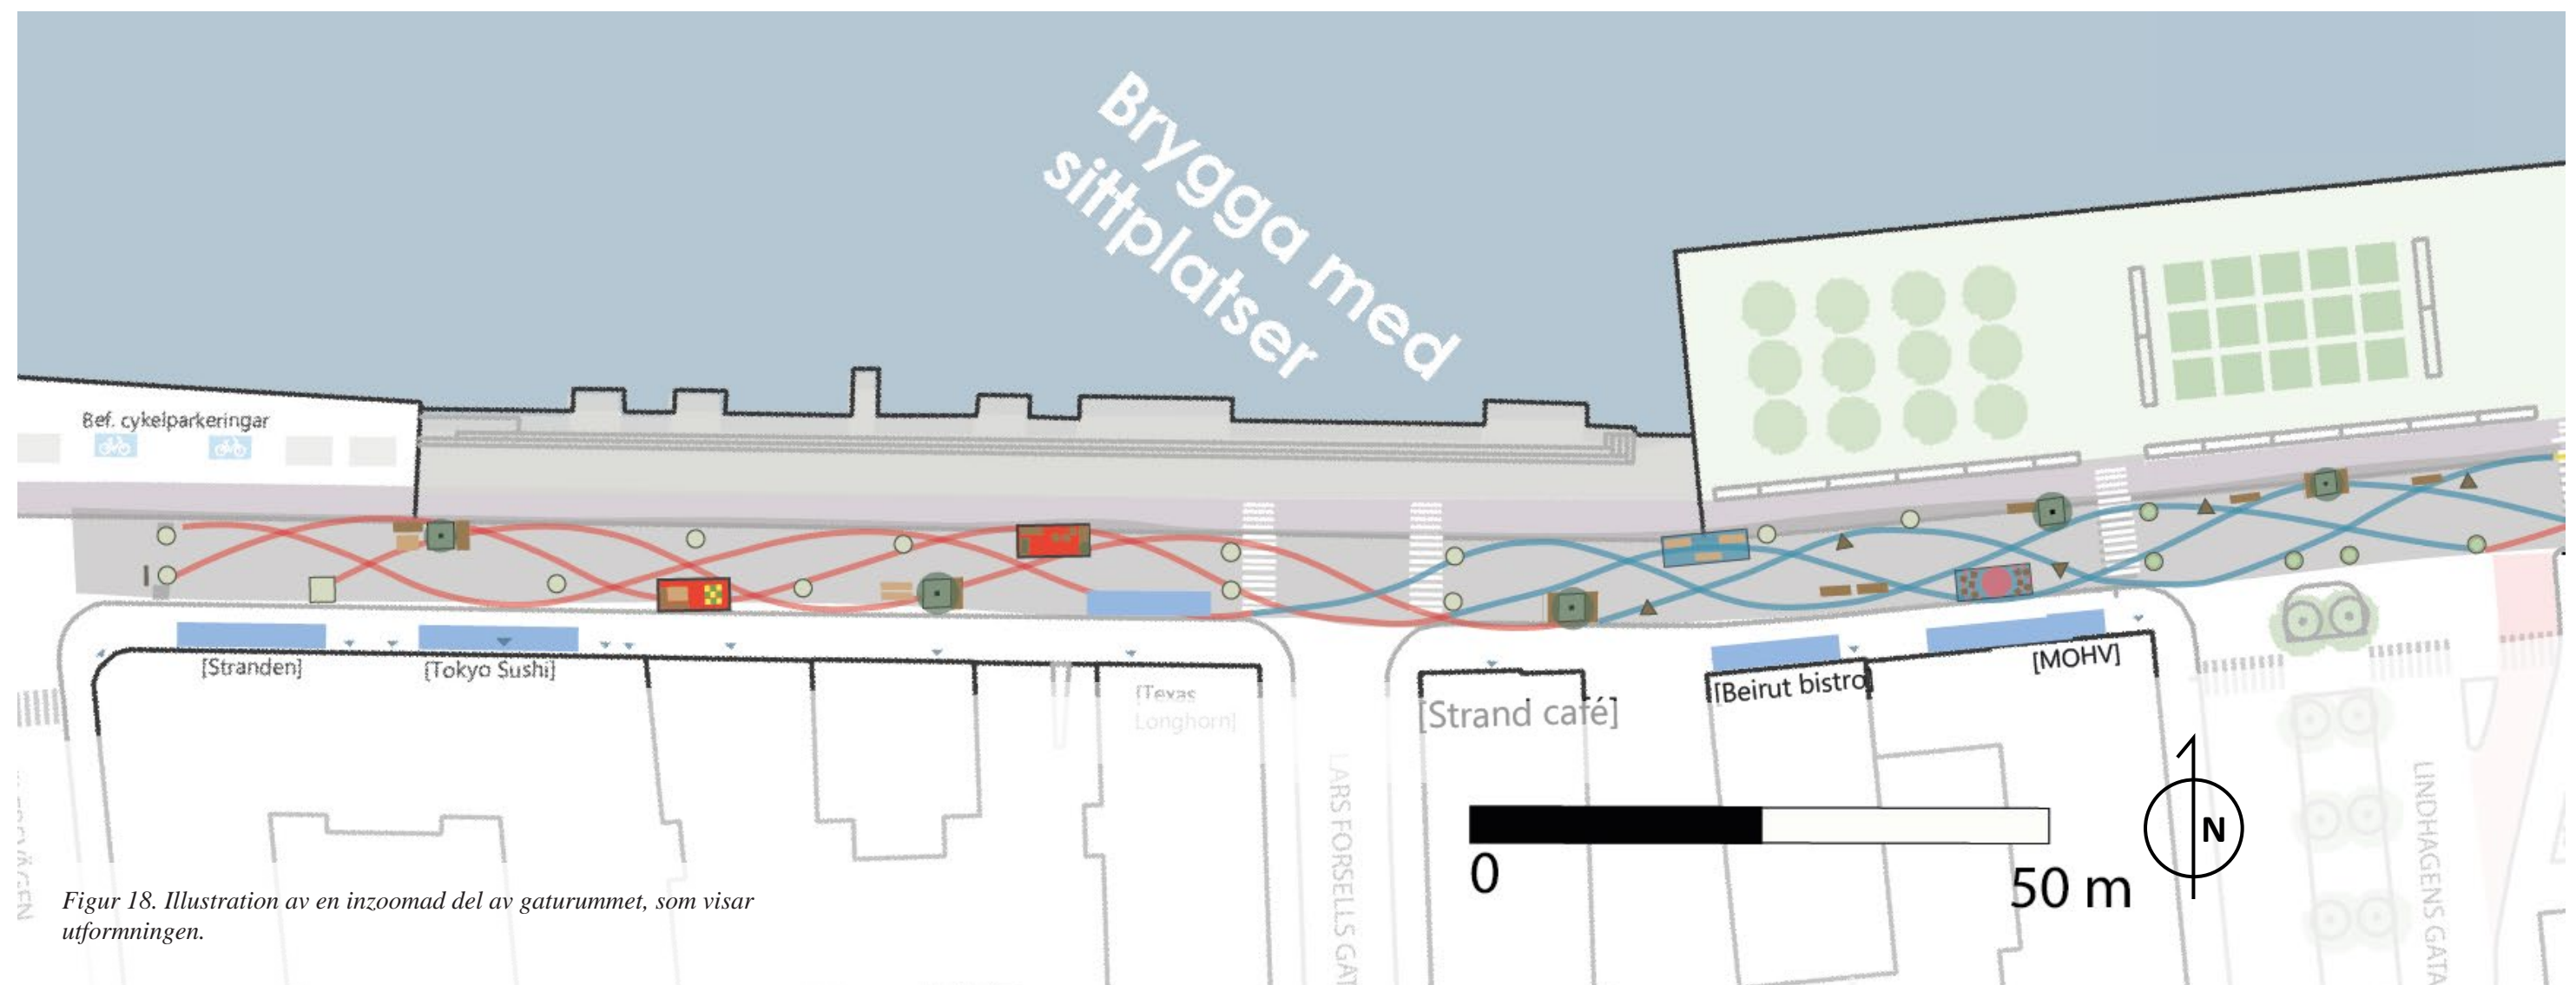 Brygga med
sittplatser
Bef. cykelparkeringar
[Stranden]
[Tokyo Sushi]
[Texas
Longhorn]
[Strand café]
[Beirut bistro]
[MOHV]
LARS FORSELLS GAT
LINDHAGENS GATA
0
50 m
N
Figur 18. Illustration av en inzoomad del av gaturummet, som visar
utformningen.